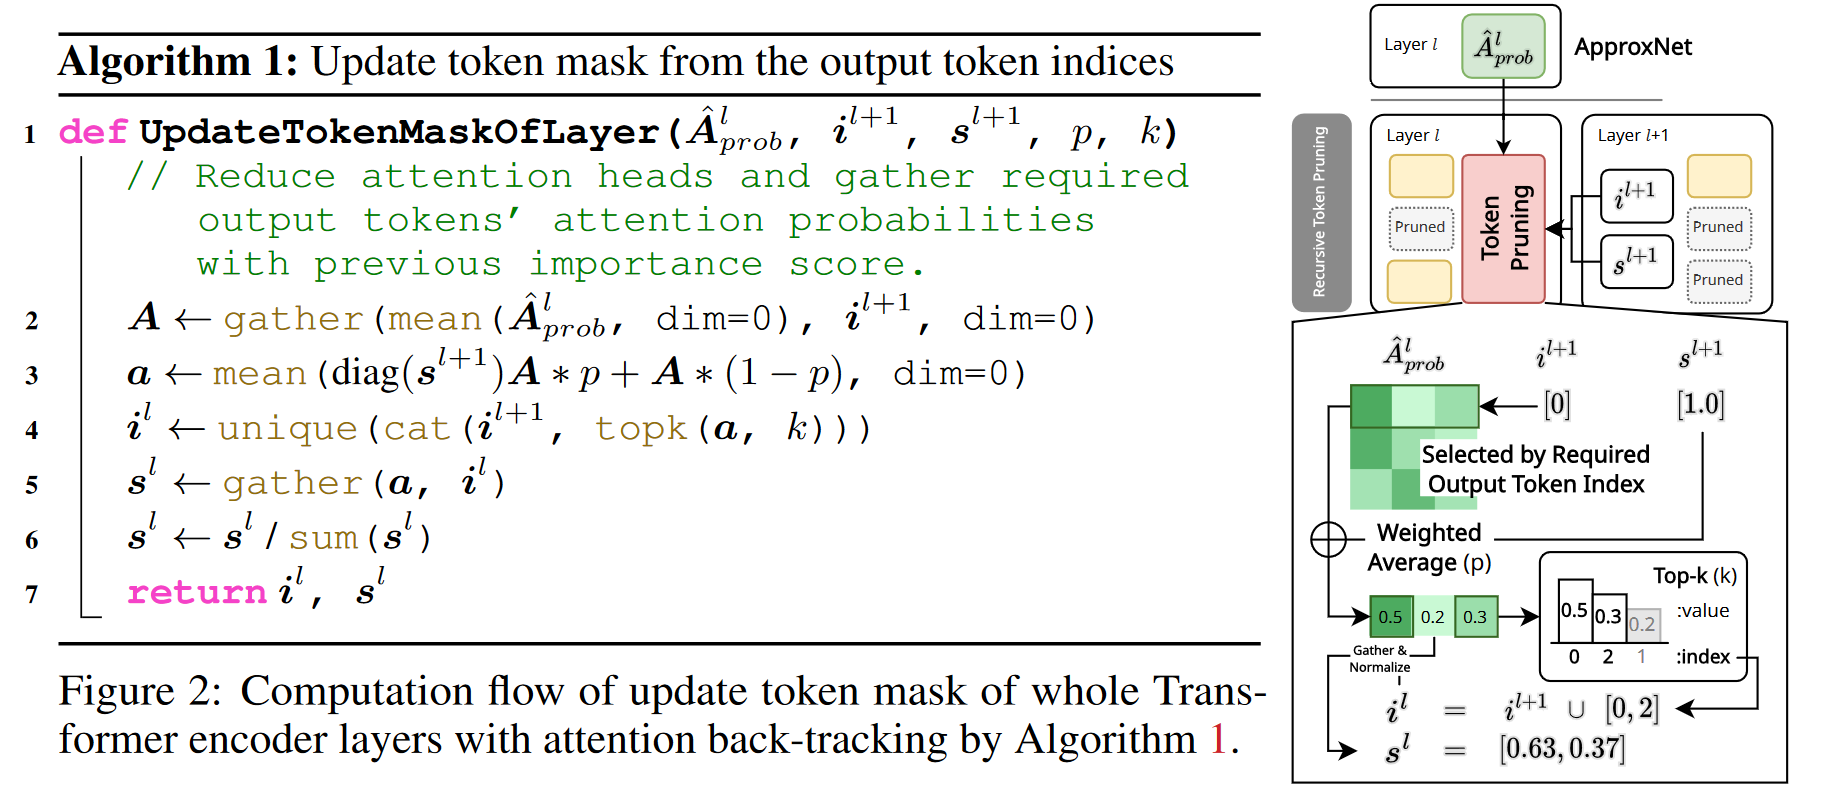 Algorithm 1: Update token mask from the output token indices
1 def UpdateTokenMaskOfLayer(Â^l_prob, i^{l+1}, s^{l+1}, p, k)
// Reduce attention heads and gather required
output tokens' attention probabilities
with previous importance score.
2 A ← gather(mean(Â^l_prob, dim=0), i^{l+1}, dim=0)
3 a ← mean(diag(s^{l+1})A ∗ p + A ∗ (1 − p), dim=0)
4 i^l ← unique(cat(i^{l+1}, topk(a, k)))
5 s^l ← gather(a, i^l)
6 s^l ← s^l / sum(s^l)
7 return i^l, s^l
Figure 2: Computation flow of update token mask of whole Trans-
former encoder layers with attention back-tracking by Algorithm 1.
Layer l
Â^l_prob
ApproxNet
Recursive Token Pruning
Layer l
Pruned
Token
Pruning
Layer l+1
i^{l+1}
s^{l+1}
Pruned
Pruned
Â^l_prob i^{l+1} s^{l+1}
[0] [1.0]
Selected by Required
Output Token Index
Weighted
Average (p)
0.5 0.2 0.3
Top-k (k)
0.5 0.3 0.2 :value
0 2 1 :index
Gather &
Normalize
i^l = i^{l+1} ∪ [0, 2]
s^l = [0.63, 0.37]